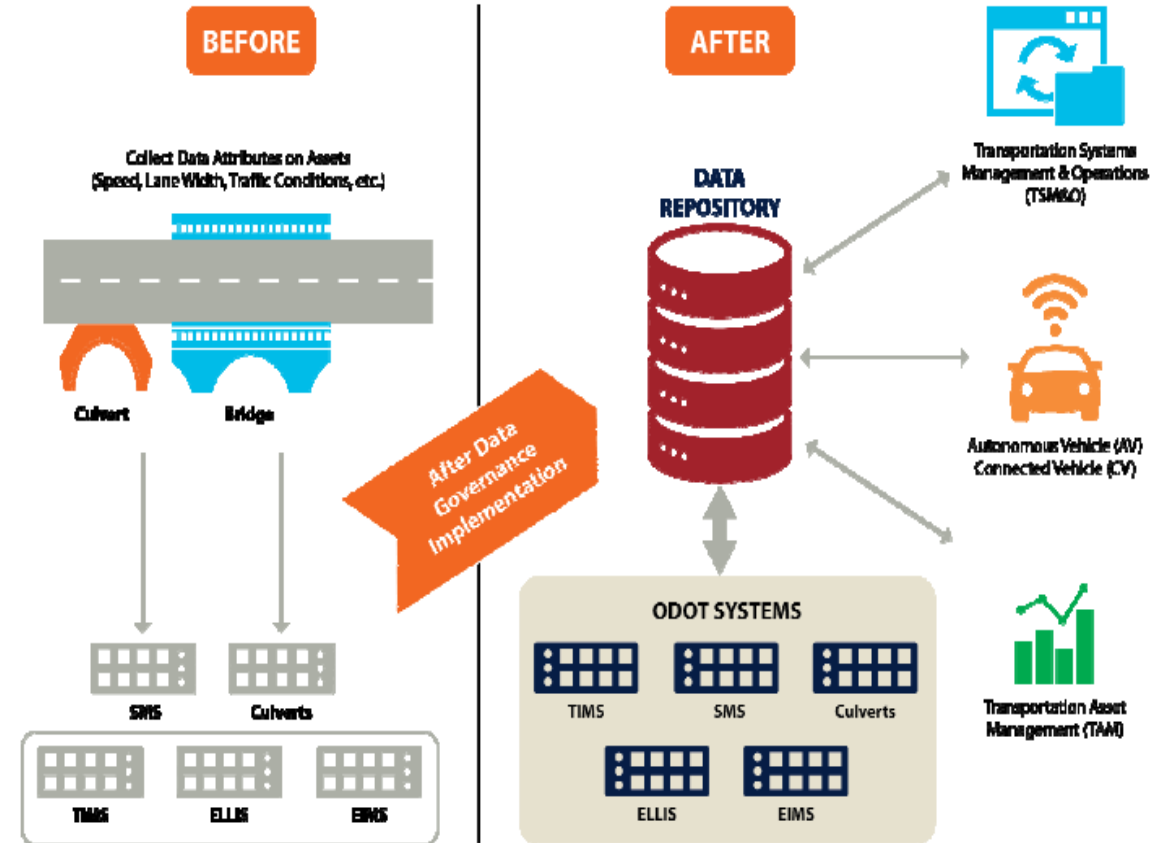 BEFORE
Collect Data Attributes on Assets
(Speed, Lane Width, Traffic Conditions, etc.)
Culvert
Bridge
SMS
Culverts
TIMS
ELLIS
EIMS
After Data
Governance
Implementation
AFTER
DATA
REPOSITORY
Transportation Systems
Management & Operations
(TSM&O)
Autonomous Vehicle (AV)
Connected Vehicle (CV)
Transportation Asset
Management (TAM)
ODOT SYSTEMS
TIMS
SMS
Culverts
ELLIS
EIMS